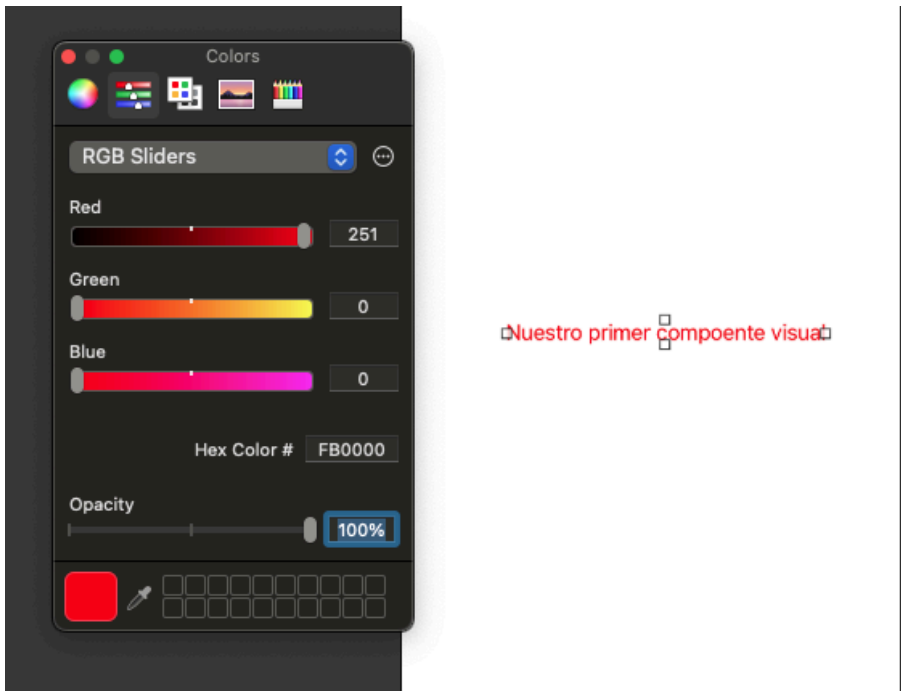 Colors
RGB Sliders
Red
251
Green
0
Blue
0
Hex Color # FB0000
Opacity
100%
Nuestro primer compoente visual